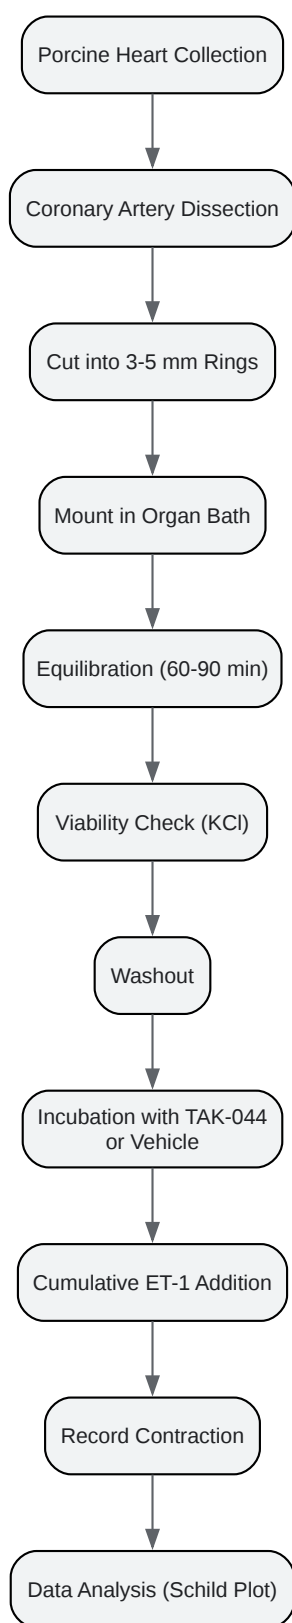 Porcine Heart Collection
Coronary Artery Dissection
Cut into 3-5 mm Rings
Mount in Organ Bath
Equilibration (60-90 min)
Viability Check (KCl)
Washout
Incubation with TAK-044
or Vehicle
Cumulative ET-1 Addition
Record Contraction
Data Analysis (Schild Plot)